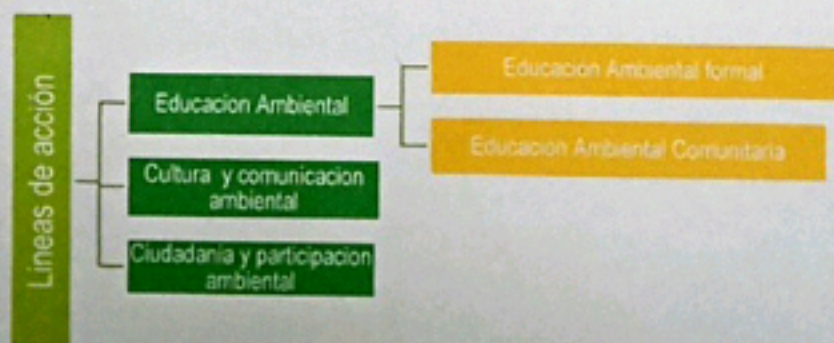 Lineas de acción
Educacion Ambiental
Cultura y comunicacion
ambiental
Ciudadania y participacion
ambiental
Educacion Ambiental formal
Educacion Ambiental Comunitaria